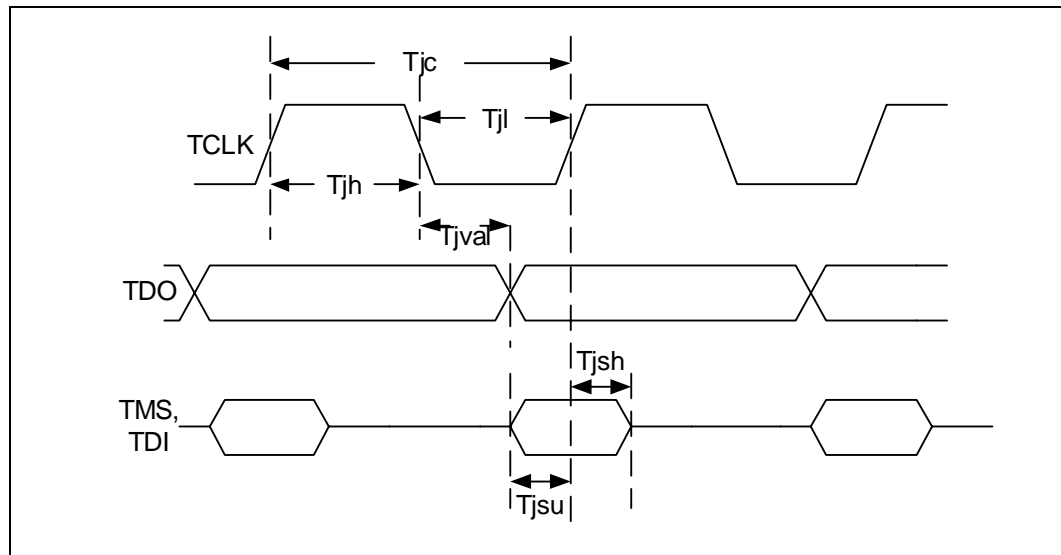 Tjc
Tjl
TCLK
Tjh
Tjval
TDO
Tjsh
TMS,
TDI
Tjsu